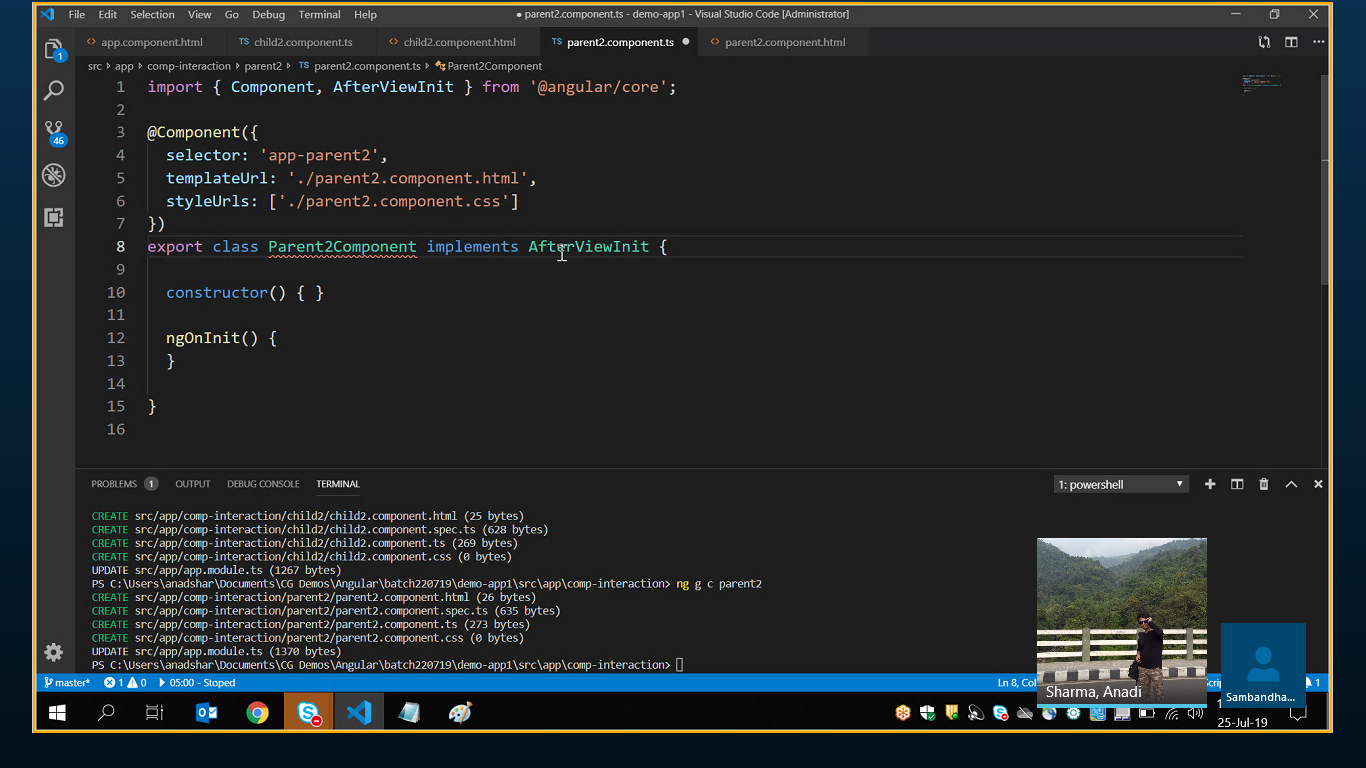 File Edit Selection View Go Debug Terminal Help
● parent2.component.ts - demo-app1 - Visual Studio Code [Administrator]
app.component.html
TS child2.component.ts
child2.component.html
TS parent2.component.ts ●
parent2.component.html
src > app > comp-interaction > parent2 > TS parent2.component.ts > Parent2Component
1 import { Component, AfterViewInit } from '@angular/core';
2
3 @Component({
4 selector: 'app-parent2',
5 templateUrl: './parent2.component.html',
6 styleUrls: ['./parent2.component.css']
7 })
8 export class Parent2Component implements AfterViewInit {
9
10 constructor() { }
11
12 ngOnInit() {
13 }
14
15 }
16
1
46
PROBLEMS 1 OUTPUT DEBUG CONSOLE TERMINAL
1: powershell
CREATE src/app/comp-interaction/child2/child2.component.html (25 bytes)
CREATE src/app/comp-interaction/child2/child2.component.spec.ts (628 bytes)
CREATE src/app/comp-interaction/child2/child2.component.ts (269 bytes)
CREATE src/app/comp-interaction/child2/child2.component.css (0 bytes)
UPDATE src/app/app.module.ts (1267 bytes)
PS C:\Users\anadshar\Documents\CG Demos\Angular\batch220719\demo-app1\src\app\comp-interaction> ng g c parent2
CREATE src/app/comp-interaction/parent2/parent2.component.html (26 bytes)
CREATE src/app/comp-interaction/parent2/parent2.component.spec.ts (635 bytes)
CREATE src/app/comp-interaction/parent2/parent2.component.ts (273 bytes)
CREATE src/app/comp-interaction/parent2/parent2.component.css (0 bytes)
UPDATE src/app/app.module.ts (1370 bytes)
PS C:\Users\anadshar\Documents\CG Demos\Angular\batch220719\demo-app1\src\app\comp-interaction>
master* 1 0 05:00 - Stoped
Ln 8,
1
Sharma, Anadi
Sambandha...
25-Jul-19